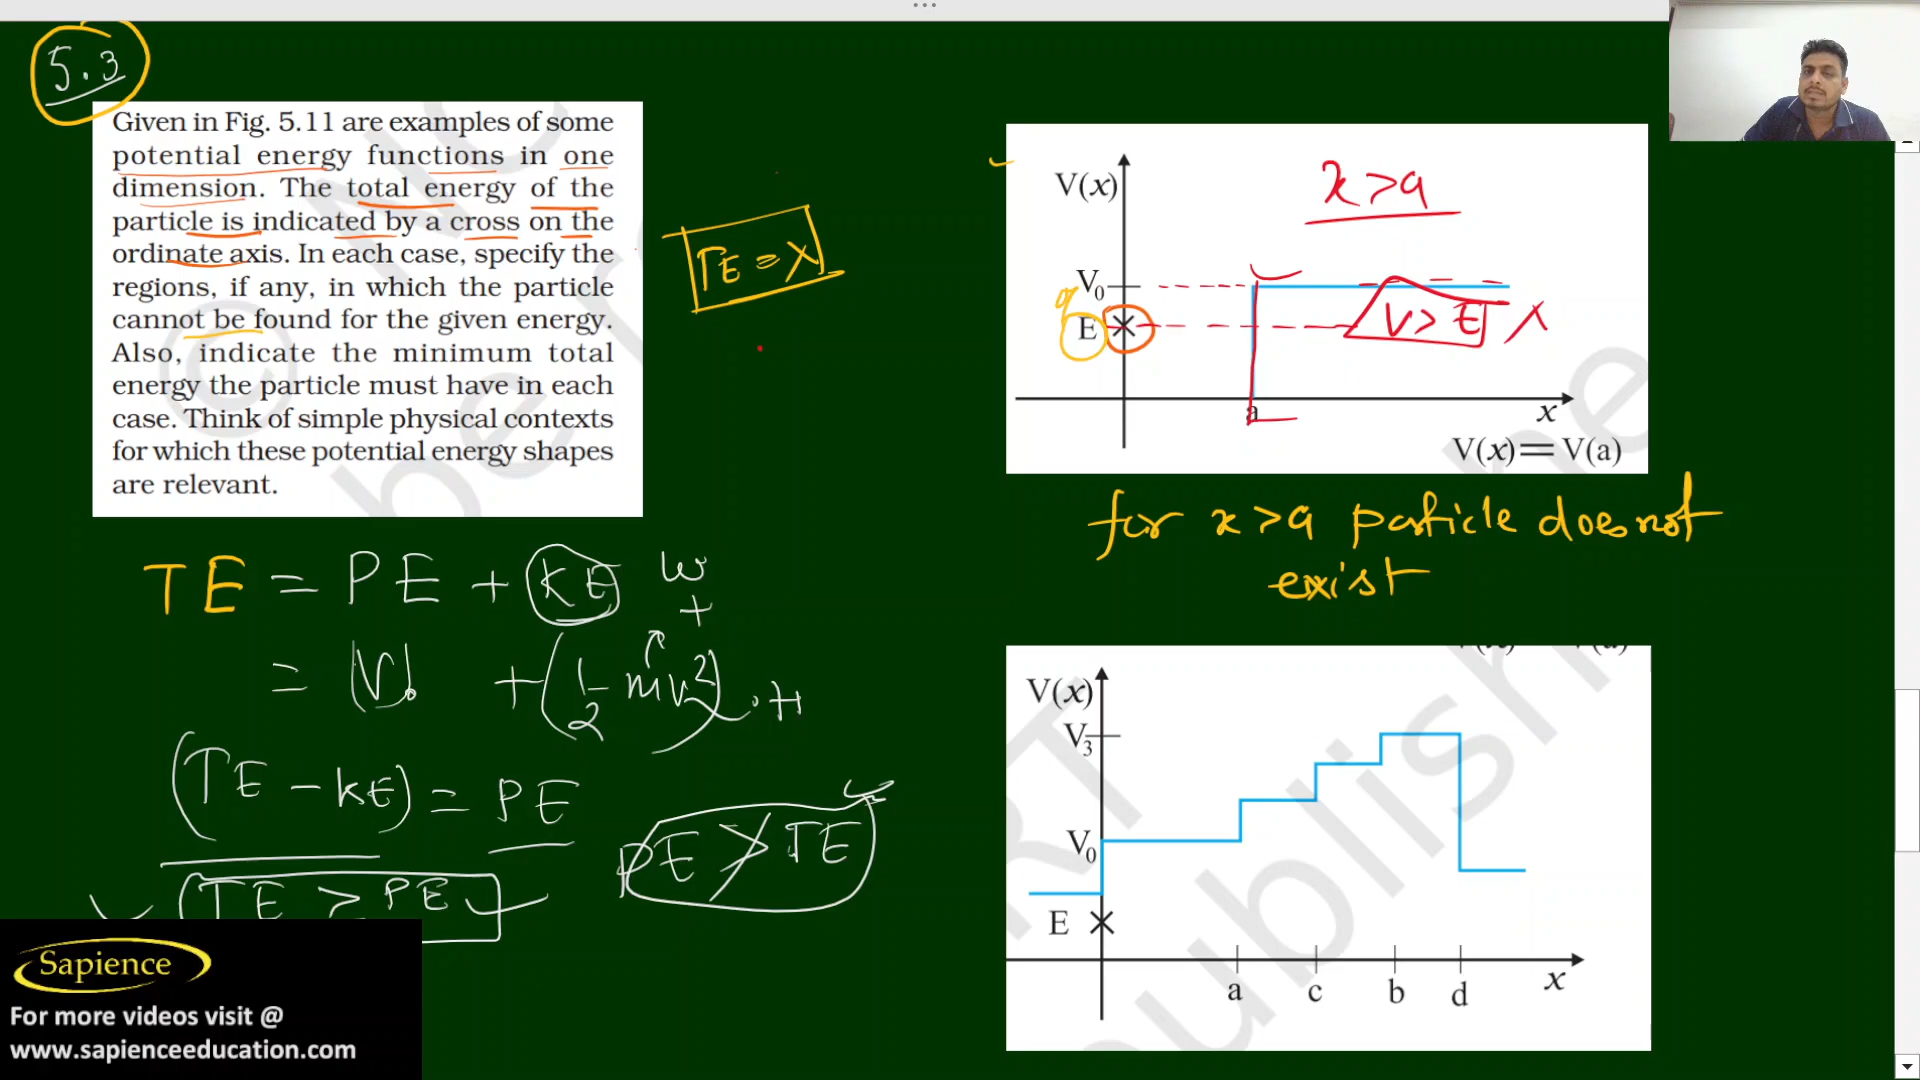 5.3
Given in Fig. 5.11 are examples of some
potential energy functions in one
dimension. The total energy of the
particle is indicated by a cross on the
ordinate axis. In each case, specify the
regions, if any, in which the particle
cannot be found for the given energy.
Also, indicate the minimum total
energy the particle must have in each
case. Think of simple physical contexts
for which these potential energy shapes
are relevant.
TE = X
V(x)
x > a
V0
E
V > E X
a
x
V(x) = V(a)
for x > a particle does not
exist
TE = PE + KE
= V + (1/2 mv²)
(TE - KE) = PE
TE > PE
PE ≯ TE
V(x)
V3
V0
E
a c b d x
Sapience
For more videos visit @
www.sapienceeducation.com